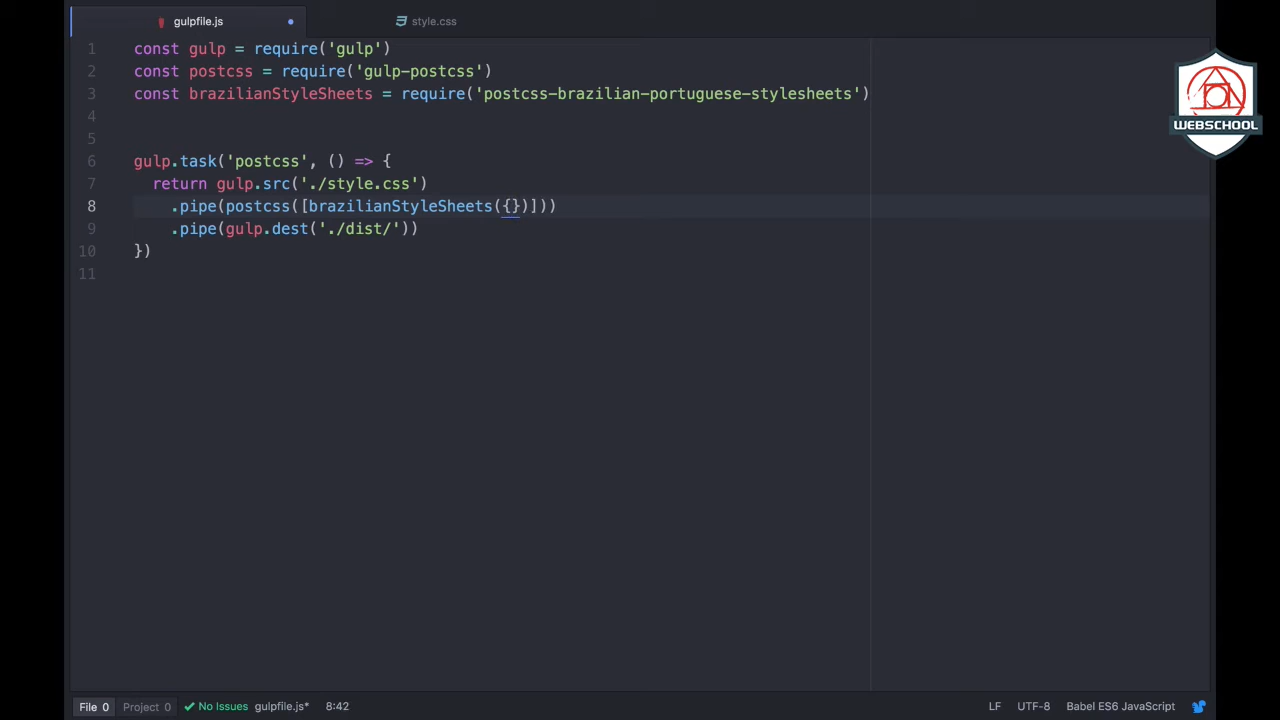 gulpfile.js
style.css
1 const gulp = require('gulp')
2 const postcss = require('gulp-postcss')
3 const brazilianStyleSheets = require('postcss-brazilian-portuguese-stylesheets')
4
5
6 gulp.task('postcss', () => {
7 return gulp.src('./style.css')
8 .pipe(postcss([brazilianStyleSheets({})]))
9 .pipe(gulp.dest('./dist/'))
10 })
11
WEBSCHOOL
File 0 Project 0 No Issues gulpfile.js* 8:42 LF UTF-8 Babel ES6 JavaScript